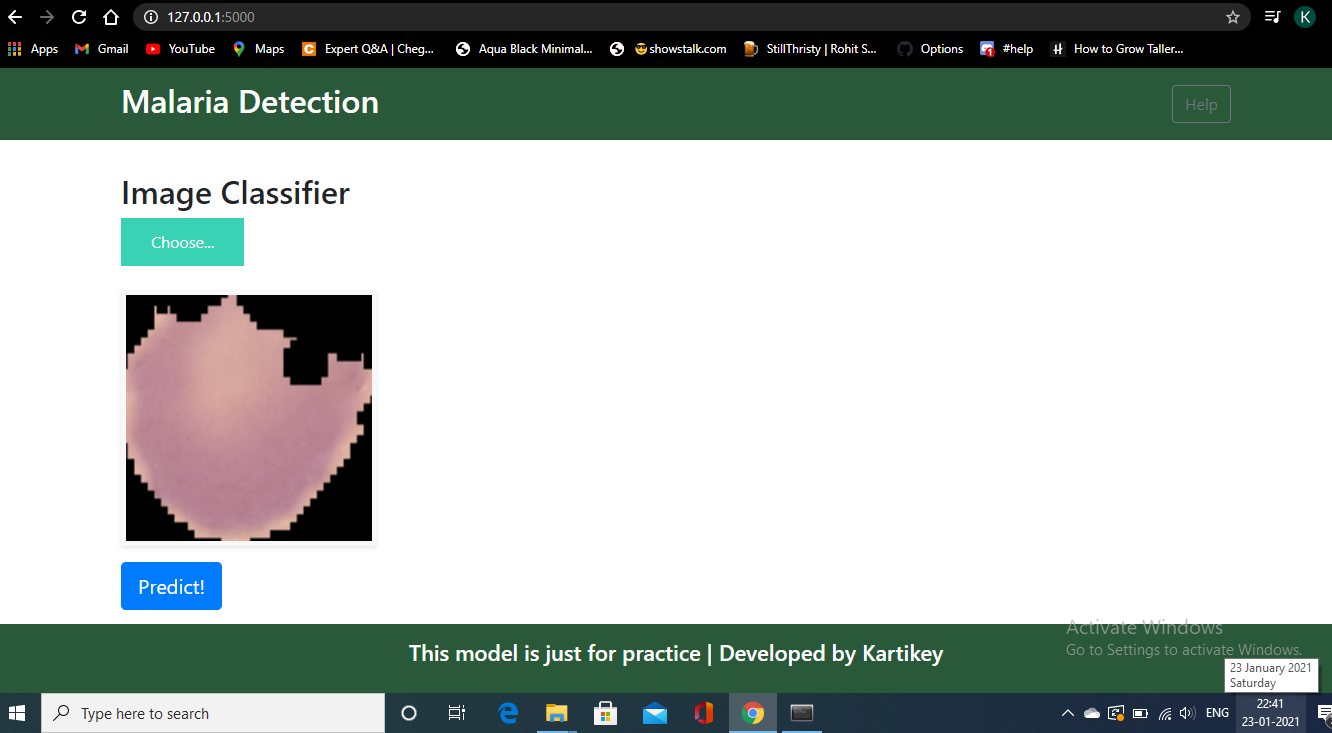 127.0.0.1:5000
K
Apps Gmail YouTube Maps Expert Q&A | Cheg... Aqua Black Minimal... showstalk.com StillThristy | Rohit S... Options #help How to Grow Taller...
Malaria Detection
Help
Image Classifier
Choose...
Predict!
This model is just for practice | Developed by Kartikey
Activate Windows
Go to Settings to activate Windows.
23 January 2021
Saturday
Type here to search
ENG
22:41
23-01-2021